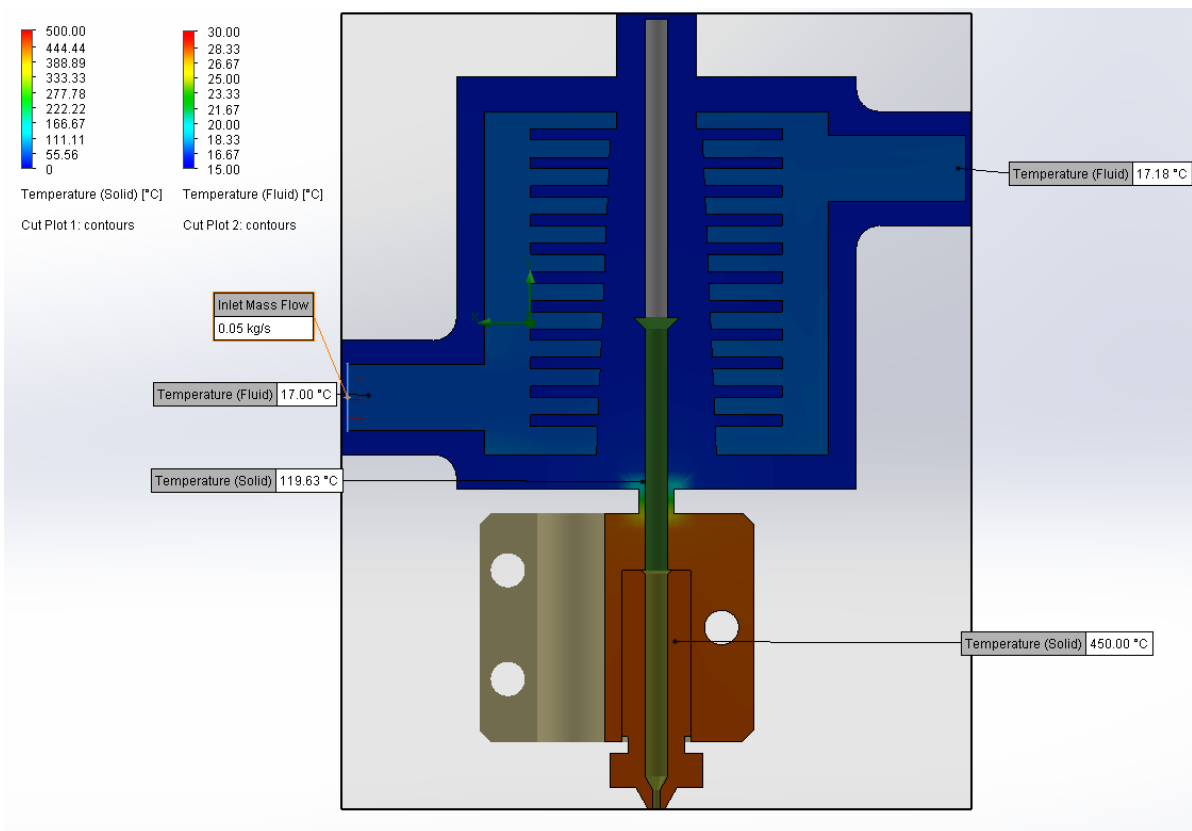 500.00
444.44
388.89
333.33
277.78
222.22
166.67
111.11
55.56
0
Temperature (Solid) [°C]
Cut Plot 1: contours
30.00
28.33
26.67
25.00
23.33
21.67
20.00
18.33
16.67
15.00
Temperature (Fluid) [°C]
Cut Plot 2: contours
Temperature (Fluid) 17.18 °C
Inlet Mass Flow
0.05 kg/s
Temperature (Fluid) 17.00 °C
Temperature (Solid) 119.63 °C
Temperature (Solid) 450.00 °C